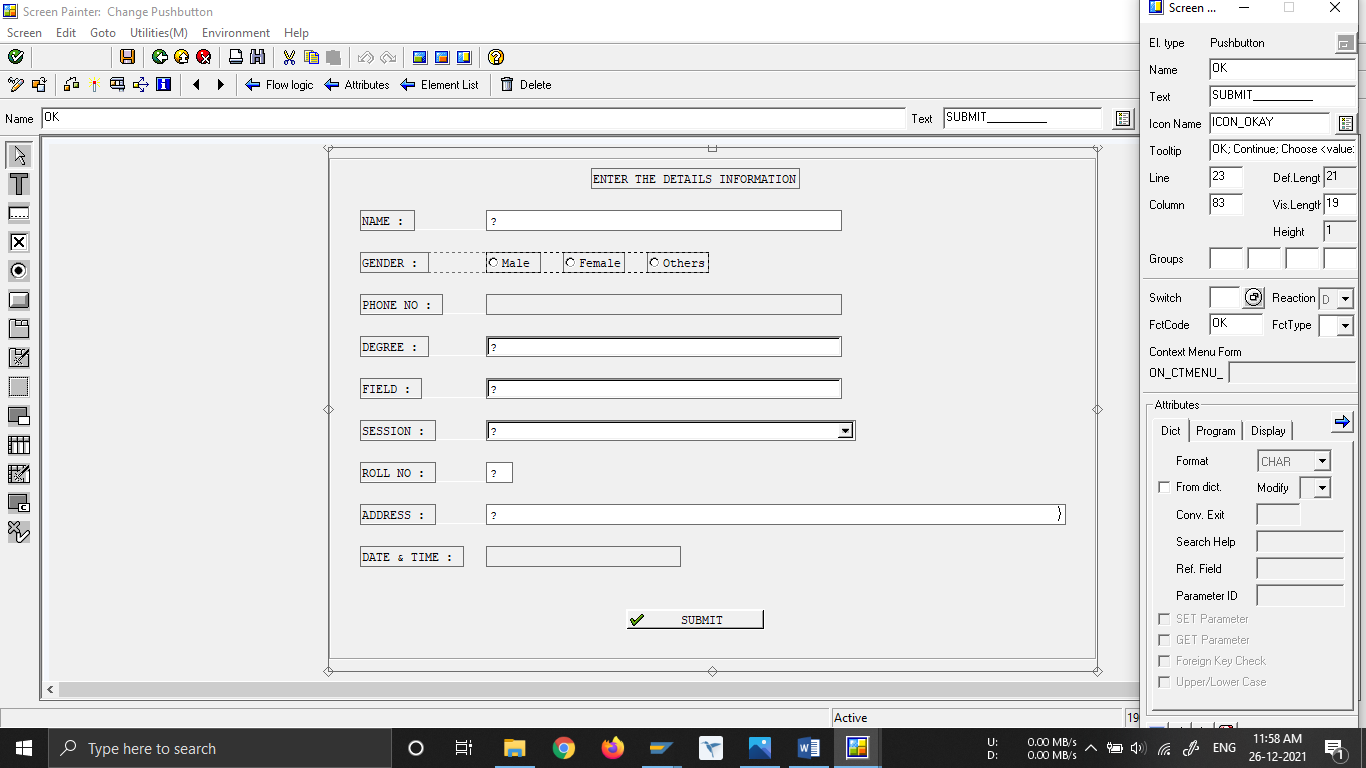 Screen Painter: Change Pushbutton
Screen Edit Goto Utilities(M) Environment Help
Flow logic Attributes Element List Delete
Name OK Text SUBMIT__________
ENTER THE DETAILS INFORMATION
NAME : ?
GENDER : Male Female Others
PHONE NO :
DEGREE : ?
FIELD : ?
SESSION : ?
ROLL NO : ?
ADDRESS : ?
DATE & TIME :
SUBMIT
Active 19
Screen ...
El. type Pushbutton
Name OK
Text SUBMIT__________
Icon Name ICON_OKAY
Tooltip OK; Continue; Choose <value
Line 23 Def.Lengt 21
Column 83 Vis.Length 19
Height 1
Groups
Switch Reaction D
FctCode OK FctType
Context Menu Form
ON_CTMENU_
Attributes
Dict Program Display
Format CHAR
From dict. Modify
Conv. Exit
Search Help
Ref. Field
Parameter ID
SET Parameter
GET Parameter
Foreign Key Check
Upper/Lower Case
Type here to search
U: 0.00 MB/s
D: 0.00 MB/s
ENG
11:58 AM
26-12-2021
1